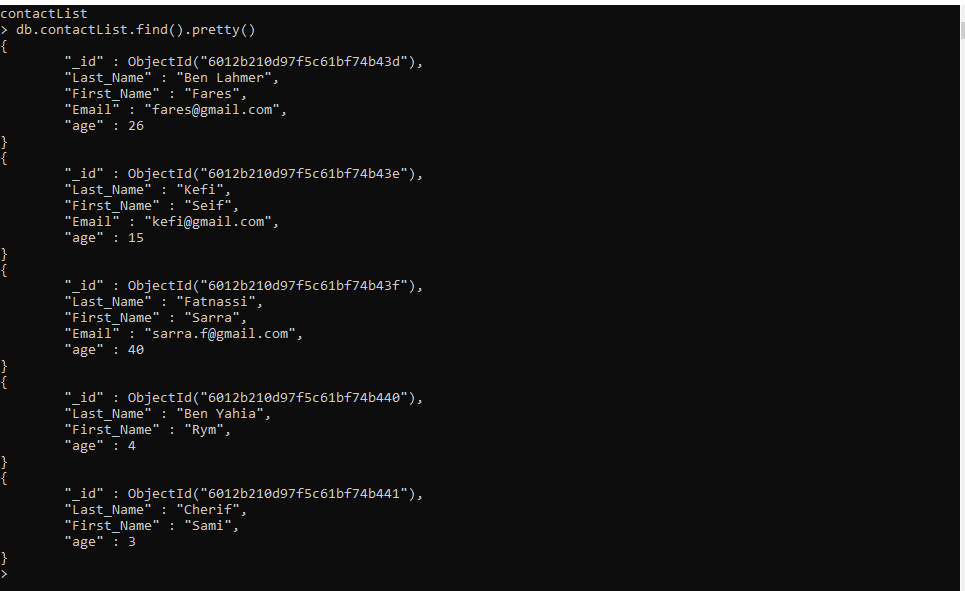 contactList
> db.contactList.find().pretty()
{
        "_id" : ObjectId("6012b210d97f5c61bf74b43d"),
        "Last_Name" : "Ben Lahmer",
        "First_Name" : "Fares",
        "Email" : "fares@gmail.com",
        "age" : 26
}
{
        "_id" : ObjectId("6012b210d97f5c61bf74b43e"),
        "Last_Name" : "Kefi",
        "First_Name" : "Seif",
        "Email" : "kefi@gmail.com",
        "age" : 15
}
{
        "_id" : ObjectId("6012b210d97f5c61bf74b43f"),
        "Last_Name" : "Fatnassi",
        "First_Name" : "Sarra",
        "Email" : "sarra.f@gmail.com",
        "age" : 40
}
{
        "_id" : ObjectId("6012b210d97f5c61bf74b440"),
        "Last_Name" : "Ben Yahia",
        "First_Name" : "Rym",
        "age" : 4
}
{
        "_id" : ObjectId("6012b210d97f5c61bf74b441"),
        "Last_Name" : "Cherif",
        "First_Name" : "Sami",
        "age" : 3
}
>